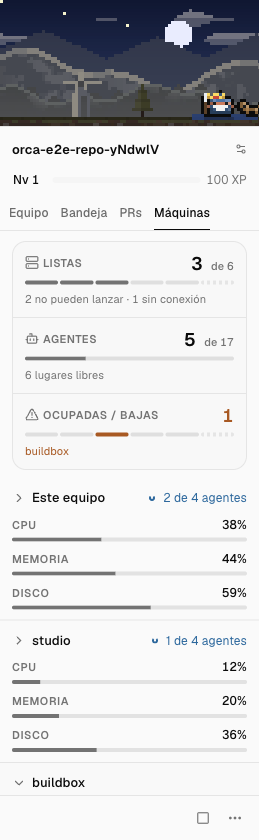 orca-e2e-repo-yNdwlV
Nv 1 100 XP
Equipo Bandeja PRs Máquinas
LISTAS 3 de 6
2 no pueden lanzar · 1 sin conexión
AGENTES 5 de 17
6 lugares libres
OCUPADAS / BAJAS 1
buildbox
Este equipo 2 de 4 agentes
CPU 38%
MEMORIA 44%
DISCO 59%
studio 1 de 4 agentes
CPU 12%
MEMORIA 20%
DISCO 36%
buildbox